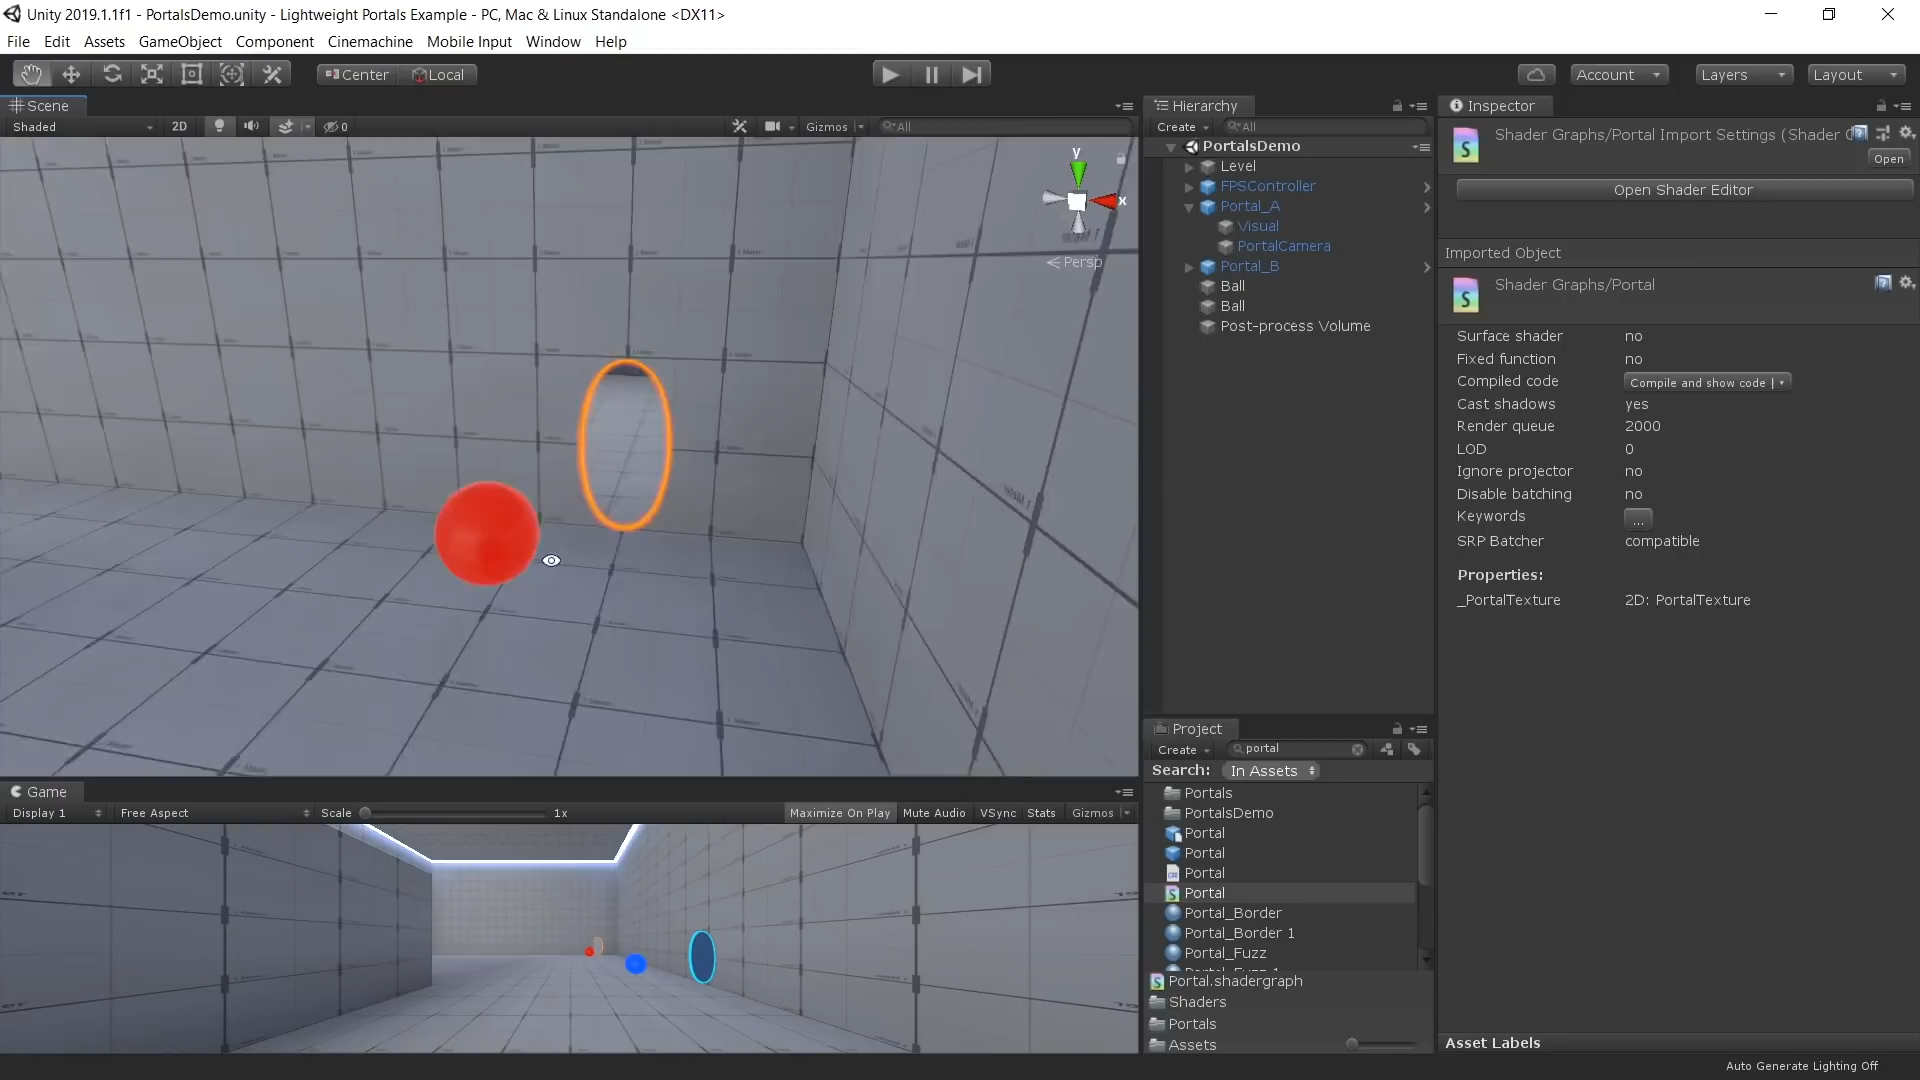 Unity 2019.1.1f1 - PortalsDemo.unity - Lightweight Portals Example - PC, Mac & Linux Standalone <DX11>
File Edit Assets GameObject Component Cinemachine Mobile Input Window Help
Center Local
Account Layers Layout
Scene
Shaded 2D 0 Gizmos All
y
x
Persp
Hierarchy
Create All
PortalsDemo
Level
FPSController
Portal_A
Visual
PortalCamera
Portal_B
Ball
Ball
Post-process Volume
Inspector
Shader Graphs/Portal Import Settings (Shader
Open
Open Shader Editor
Imported Object
Shader Graphs/Portal
Surface shader no
Fixed function no
Compiled code Compile and show code
Cast shadows yes
Render queue 2000
LOD 0
Ignore projector no
Disable batching no
Keywords ...
SRP Batcher compatible
Properties:
_PortalTexture 2D: PortalTexture
Project
Create portal
Search: In Assets
Portals
PortalsDemo
Portal
Portal
Portal
Portal
Portal_Border
Portal_Border 1
Portal_Fuzz
Portal_Fuzz 1
Portal.shadergraph
Shaders
Portals
Assets
Game
Display 1 Free Aspect Scale 1x Maximize On Play Mute Audio VSync Stats Gizmos
Asset Labels
Auto Generate Lighting Off